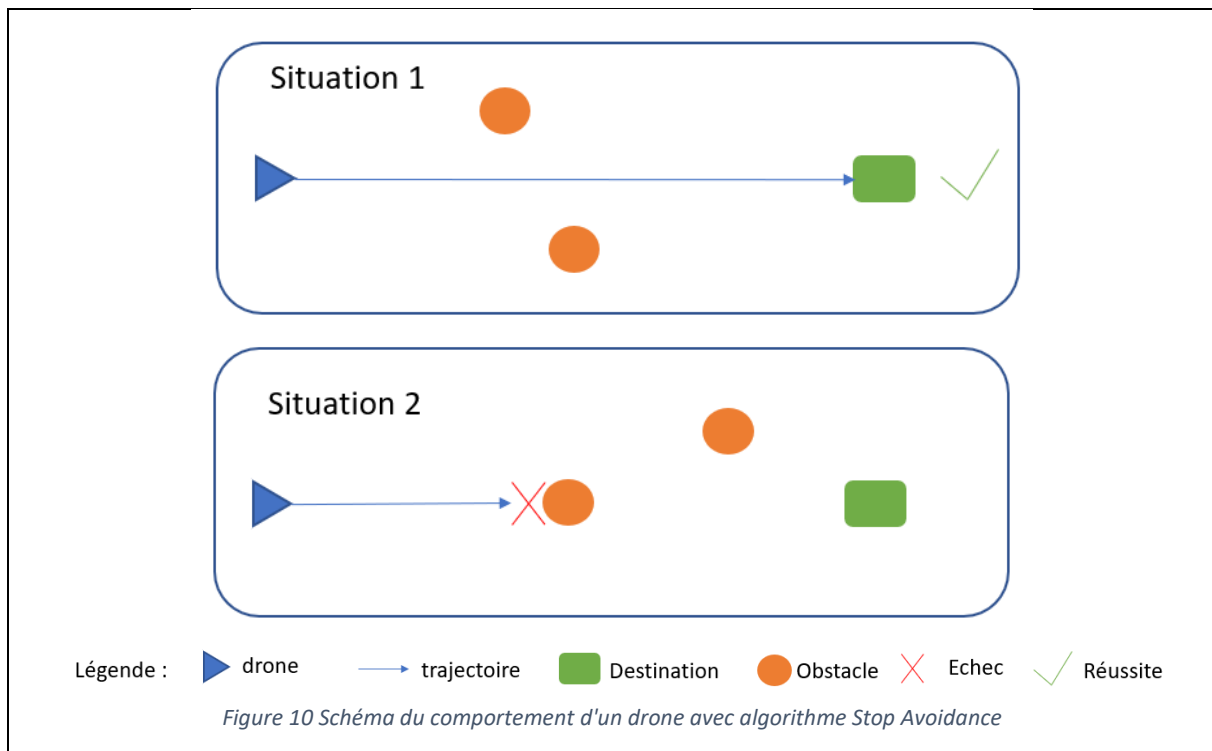 Situation 1
Situation 2
Légende : drone trajectoire Destination Obstacle Echec Réussite
Figure 10 Schéma du comportement d'un drone avec algorithme Stop Avoidance